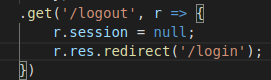 .get('/logout', r => {
    r.session = null;
    r.res.redirect('/login');
})